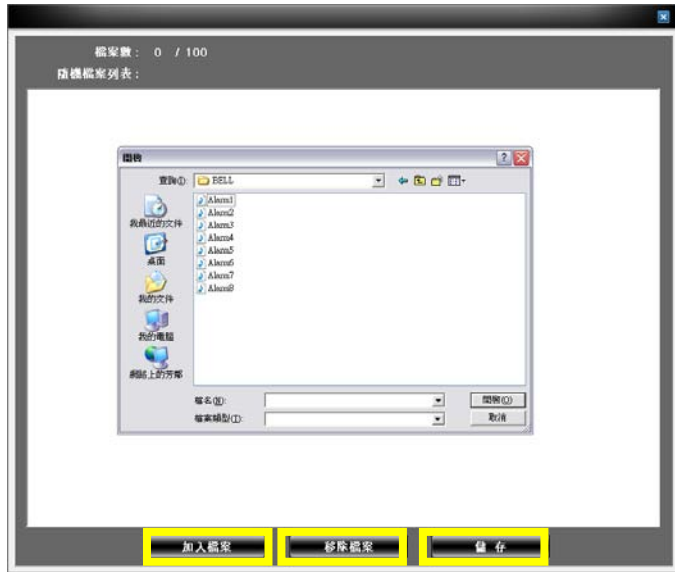 檔案數： 0 / 100
隨機檔案列表：
開啟
查詢(I):
BELL
我最近的文件
桌面
我的文件
我的電腦
網路上的芳鄰
Alarm1
Alarm2
Alarm3
Alarm4
Alarm5
Alarm6
Alarm7
Alarm8
檔名(N):
開啟(O)
檔案類型(T):
取消
加入檔案
移除檔案
儲 存